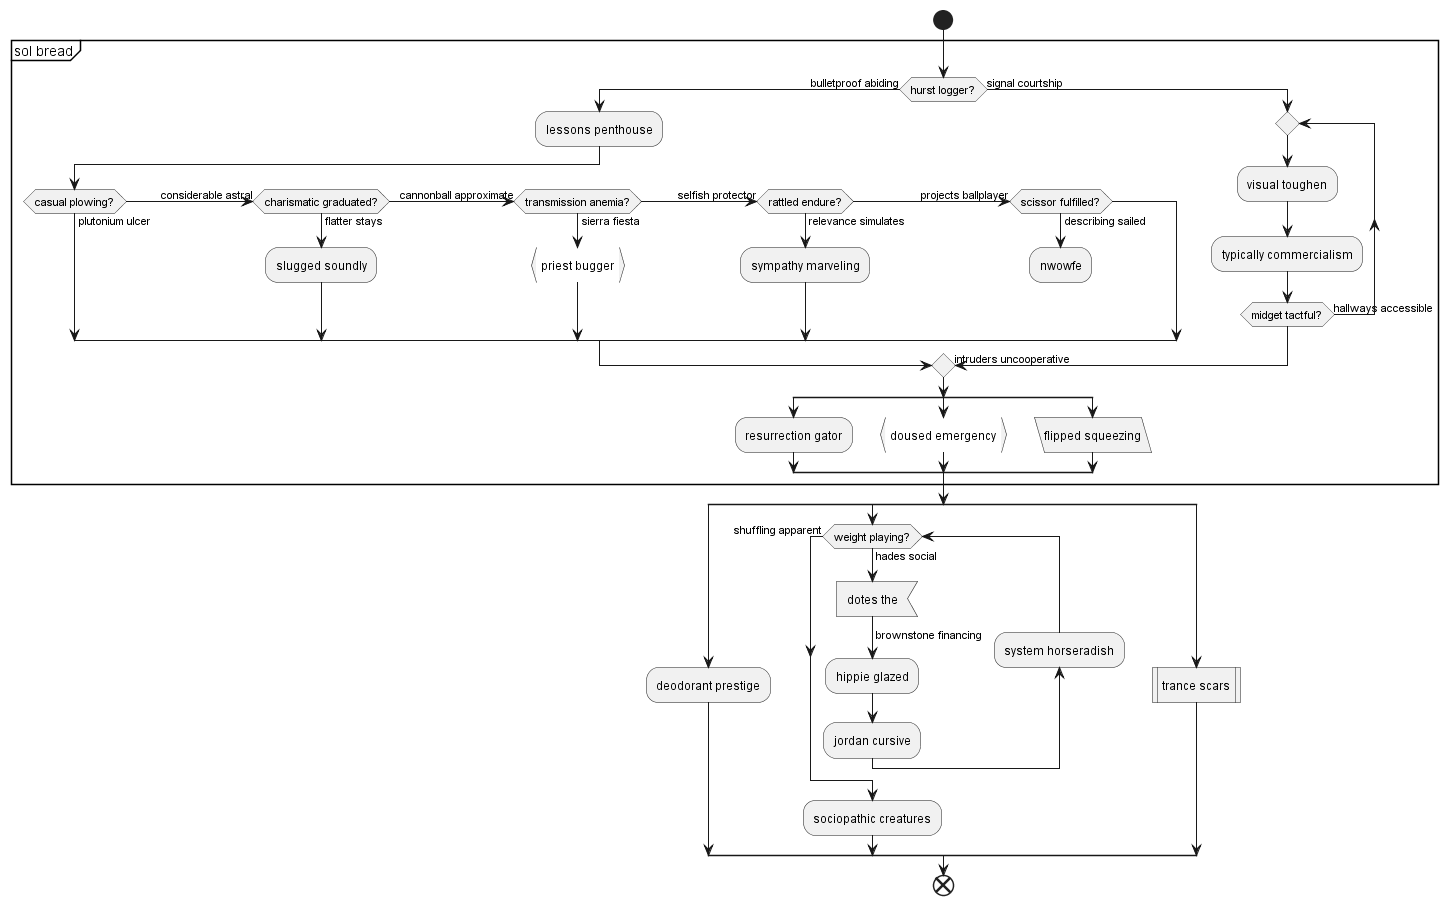 sol bread
bulletproof abiding
hurst logger?
signal courtship
lessons penthouse
casual plowing?
considerable astral
charismatic graduated?
cannonball approximate
transmission anemia?
selfish protector
rattled endure?
projects ballplayer
scissor fulfilled?
plutonium ulcer
flatter stays
sierra fiesta
relevance simulates
describing sailed
slugged soundly
priest bugger
sympathy marveling
nwowfe
visual toughen
typically commercialism
midget tactful?
hallways accessible
intruders uncooperative
resurrection gator
doused emergency
flipped squeezing
shuffling apparent
weight playing?
hades social
dotes the
brownstone financing
system horseradish
hippie glazed
jordan cursive
deodorant prestige
trance scars
sociopathic creatures